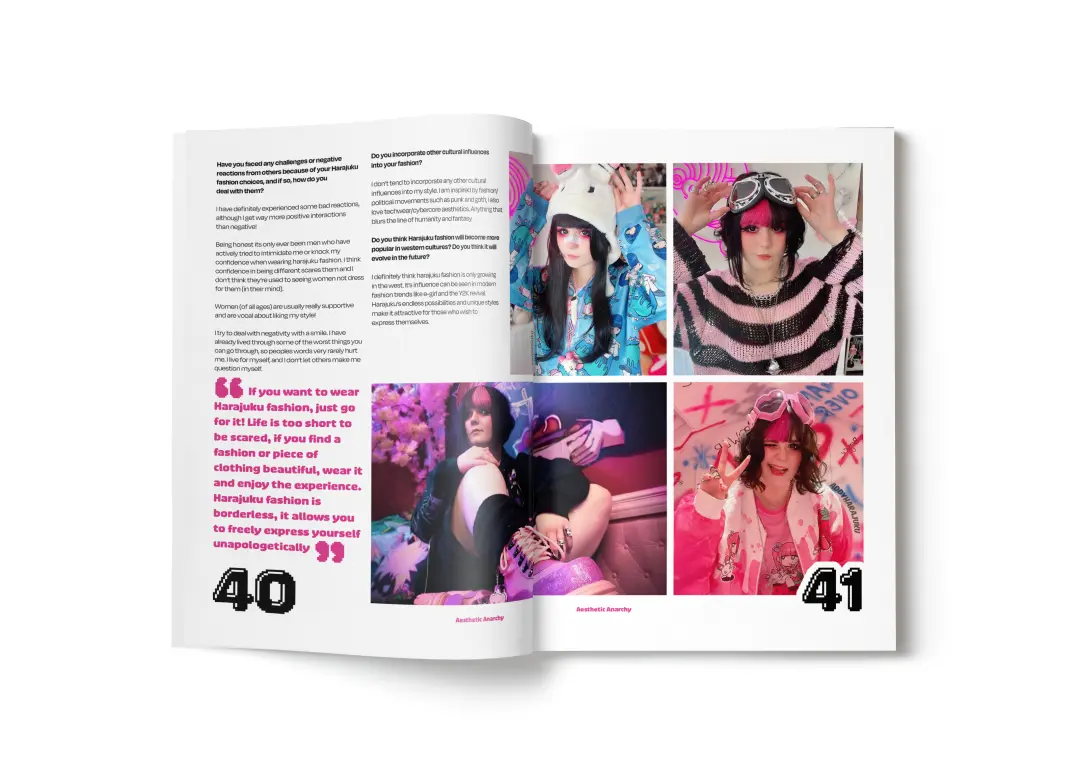 Have you faced any challenges or negative
reactions from others because of your Harajuku
fashion choices, and if so, how do you
deal with them?
I have definitely experienced some bad reactions,
although I get way more positive interactions
than negative!
Being honest its only ever been men who have
actively tried to intimidate me or knock my
confidence when wearing harajuku fashion. I think
confidence in being different scares them and I
don't think they're used to seeing women not dress
for them (in their mind).
Women (of all ages) are usually really supportive
and are vocal about liking my style!
I try to deal with negativity with a smile. I have
already lived through some of the worst things you
can go through, so peoples words very rarely hurt
me. I live for myself, and I don't let others make me
question myself.
“ If you want to wear
Harajuku fashion, just go
for it! Life is too short to
be scared, if you find a
fashion or piece of
clothing beautiful, wear it
and enjoy the experience.
Harajuku fashion is
borderless, it allows you
to freely express yourself
unapologetically ”
40
Do you incorporate other cultural influences
into your fashion?
I don't tend to incorporate any other cultural
influences into my style. I am inspired by fashion/
political movements such as punk and goth, I also
love techwear/cybercore aesthetics. Anything that
blurs the line of humanity and fantasy
Do you think Harajuku fashion will become more
popular in western cultures? Do you think it will
evolve in the future?
I definitely think harajuku fashion is only growing
in the west. It's influence can be seen in modern
fashion trends like e-girl and the Y2K revival.
Harajuku's endless possibilities and unique styles
make it attractive for those who wish to
express themselves.
Aesthetic Anarchy
Aesthetic Anarchy
OVER
ADDYHARAJUKU
41